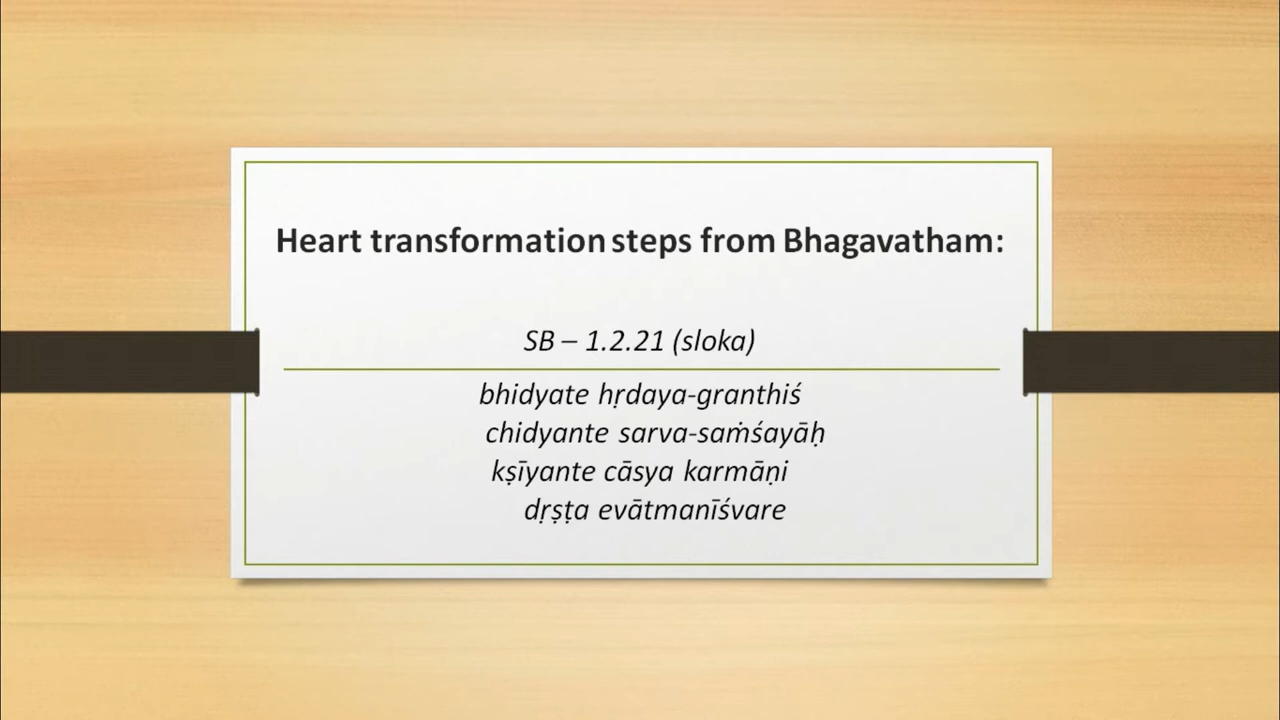 Heart transformation steps from Bhagavatham:
SB – 1.2.21 (sloka)
bhidyate hṛdaya-granthiś
chidyante sarva-saṁśayāḥ
kṣīyante cāsya karmāṇi
dṛṣṭa evātmanīśvare